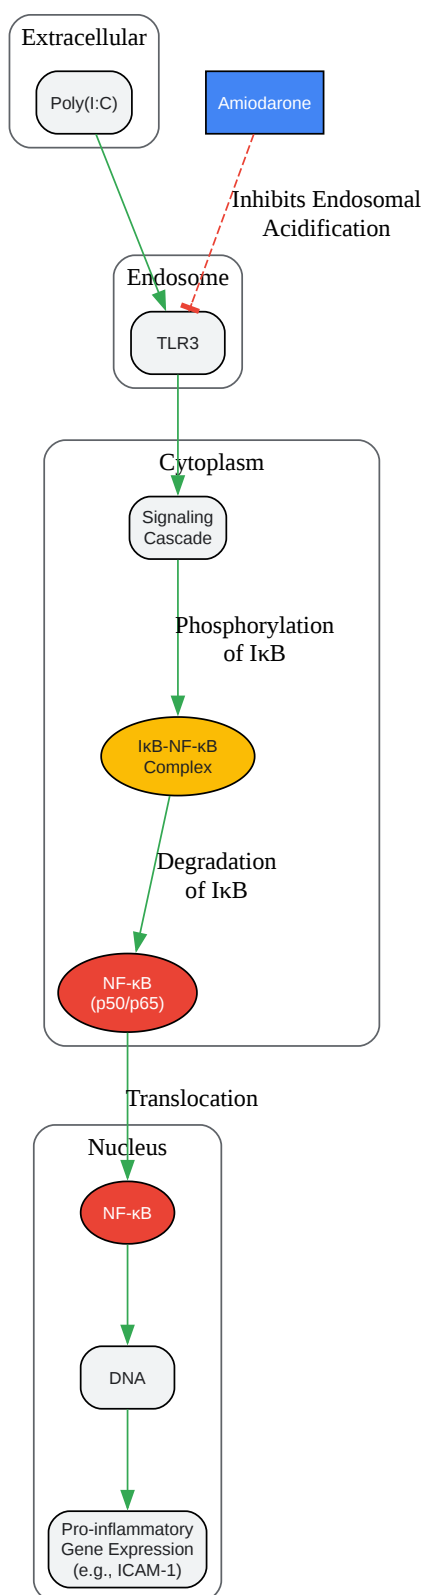 Extracellular
Poly(I:C)
Amiodarone
Inhibits Endosomal
Acidification
Endosome
TLR3
Cytoplasm
Signaling
Cascade
Phosphorylation
of IκB
IκB-NF-κB
Complex
Degradation
of IκB
NF-κB
(p50/p65)
Translocation
Nucleus
NF-κB
DNA
Pro-inflammatory
Gene Expression
(e.g., ICAM-1)